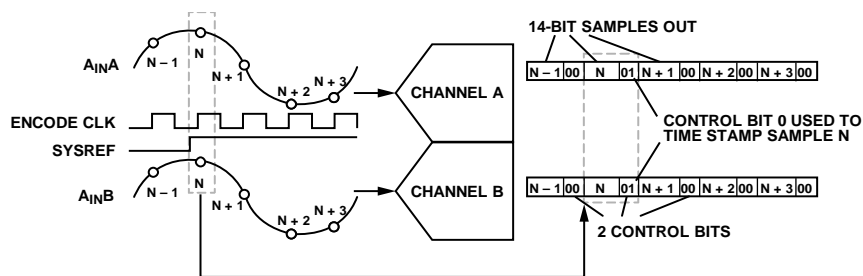 14-BIT SAMPLES OUT
AINA
N – 1
N
N + 1
N + 2
N + 3
CHANNEL A
N – 1 00 N 01 N + 1 00 N + 2 00 N + 3 00
ENCODE CLK
SYSREF
CONTROL BIT 0 USED TO
TIME STAMP SAMPLE N
AINB
N – 1
N
N + 1
N + 2
N + 3
CHANNEL B
N – 1 00 N 01 N + 1 00 N + 2 00 N + 3 00
2 CONTROL BITS